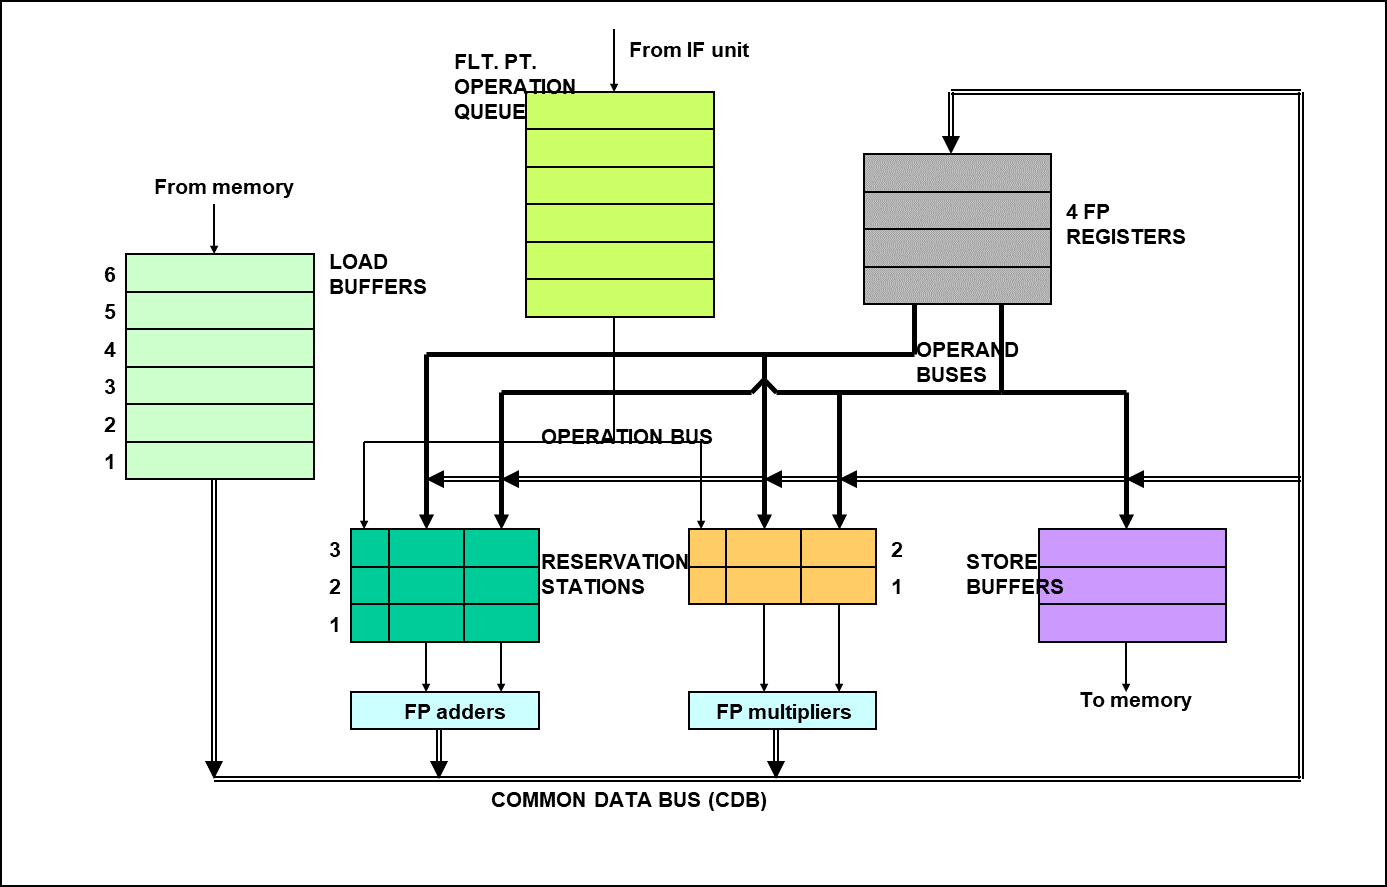 From IF unit
FLT. PT.
OPERATION
QUEUE
From memory
4 FP
REGISTERS
LOAD
BUFFERS
6
5
4
3
2
1
OPERAND
BUSES
OPERATION BUS
3
2
1
RESERVATION
STATIONS
2
1
STORE
BUFFERS
To memory
FP adders
FP multipliers
COMMON DATA BUS (CDB)